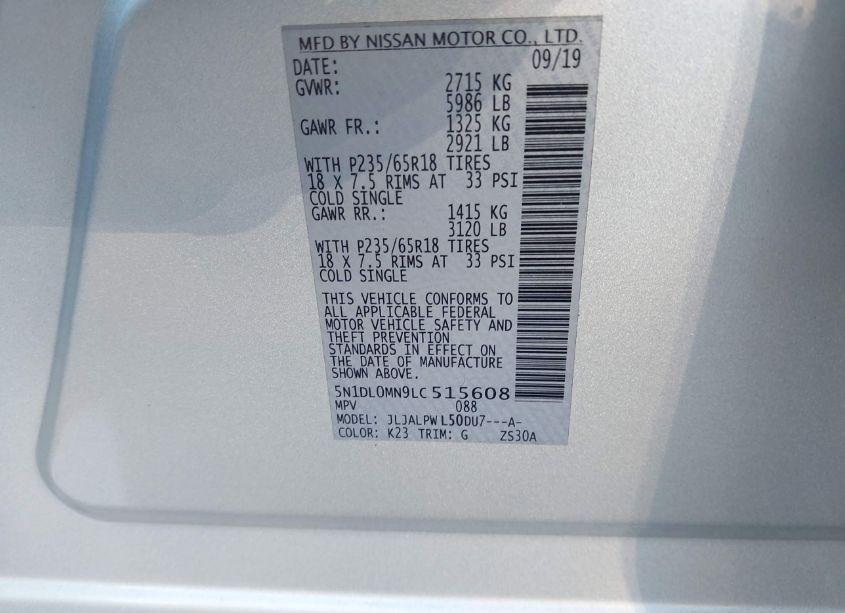 MFD BY NISSAN MOTOR CO., LTD.
DATE: 09/19
GVWR: 2715 KG
5986 LB
GAWR FR.: 1325 KG
2921 LB
WITH P235/65R18 TIRES
18 X 7.5 RIMS AT 33 PSI
COLD SINGLE
GAWR RR.: 1415 KG
3120 LB
WITH P235/65R18 TIRES
18 X 7.5 RIMS AT 33 PSI
COLD SINGLE
THIS VEHICLE CONFORMS TO
ALL APPLICABLE FEDERAL
MOTOR VEHICLE SAFETY AND
THEFT PREVENTION
STANDARDS IN EFFECT ON
THE DATE OF MANUFACTURE
SHOWN ABOVE.
5N1DL0MN9LC515608
MPV 088
MODEL: JLJALPWL50DU7---A-
COLOR: K23 TRIM: G ZS30A